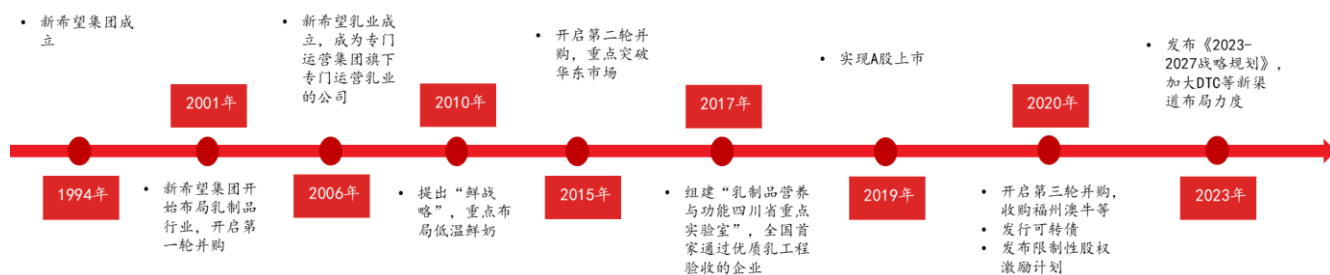 • 新希望集团成
立
1994年
2001年
• 新希望集团开
始布局乳制品
行业，开启第
一轮并购
• 新希望乳业成
立，成为专门
运营集团旗下
专门运营乳业
的公司
2006年
2010年
• 提出“鲜战
略”，重点布
局低温鲜奶
• 开启第二轮并
购，重点突破
华东市场
2015年
2017年
• 组建“乳制品营养
与功能四川省重点
实验室”，全国首
家通过优质乳工程
验收的企业
• 实现A股上市
2019年
2020年
• 开启第三轮并购，
收购福州澳牛等
• 发行可转债
• 发布限制性股权
激励计划
• 发布《2023-
2027战略规划》，
加大DTC等新渠
道布局力度
2023年